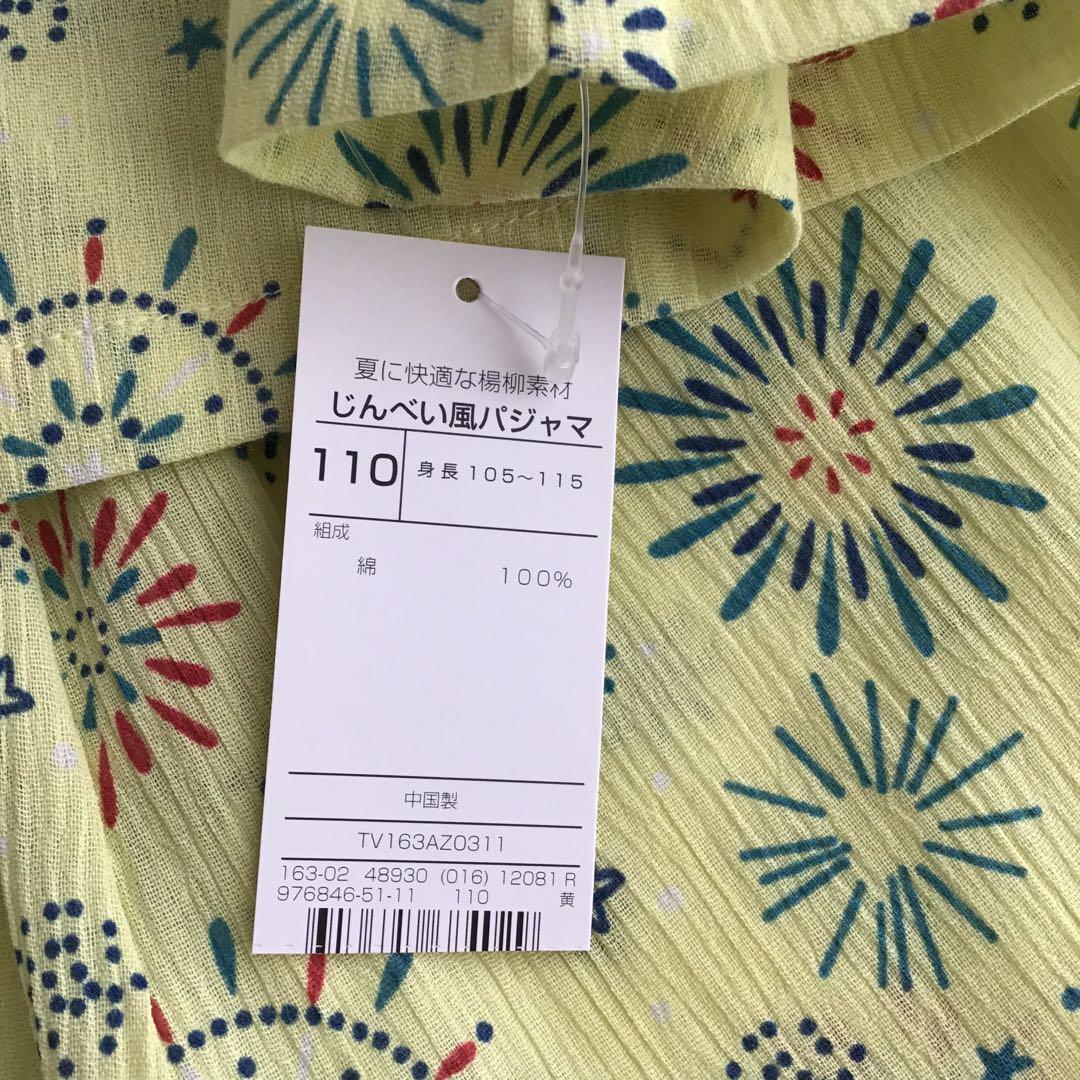 夏に快適な楊柳素材
じんべい風パジャマ
110 身長 105～115
組成
綿 100%
中国製
TV163AZ0311
163-02 48930 (016) 12081 R
976846-51-11 110 黄